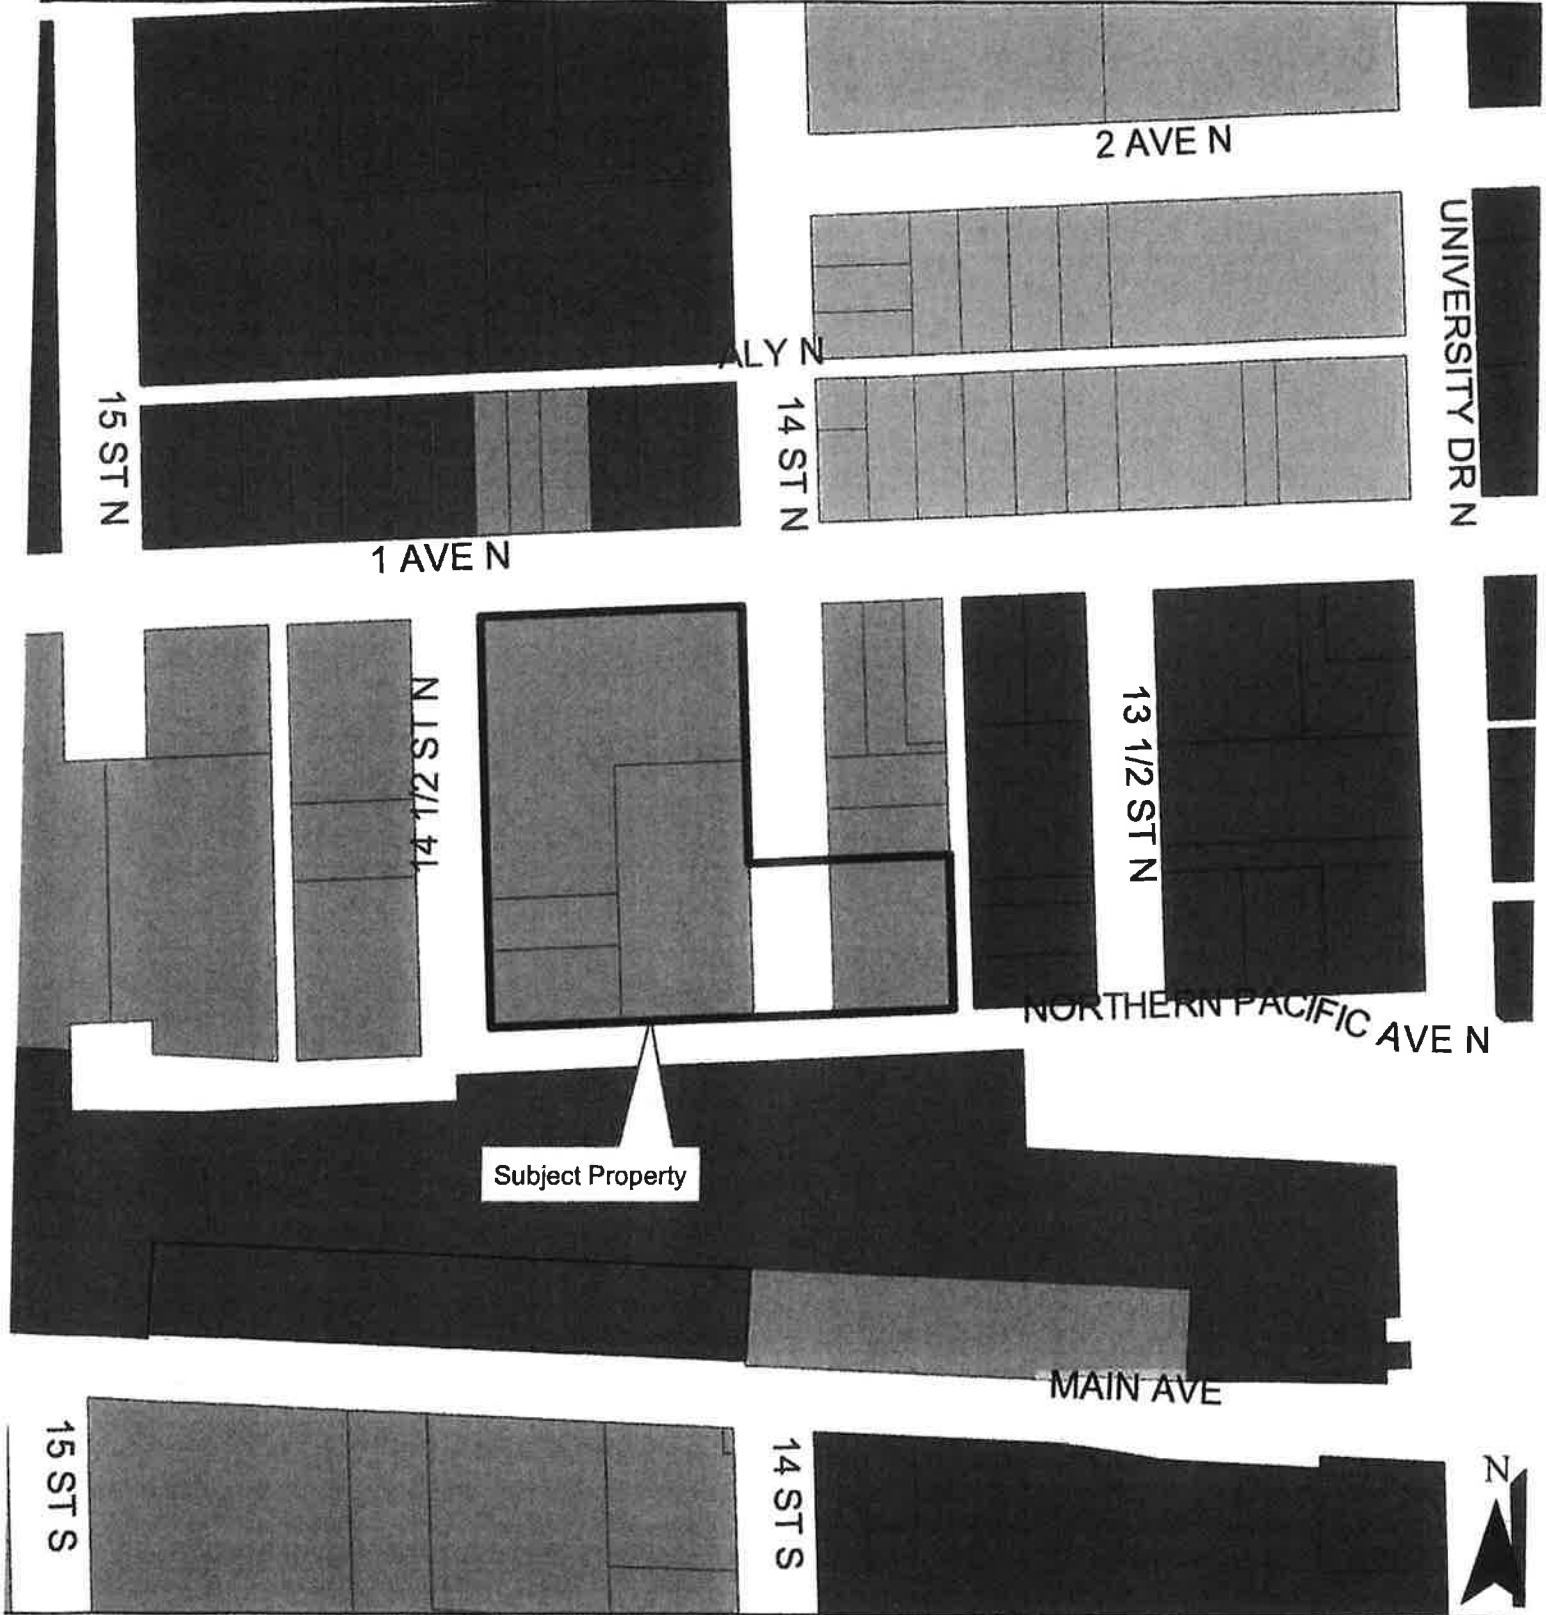 2 AVE N
UNIVERSITY DR N
ALY N
15 ST N
14 ST N
1 AVE N
14 1/2 ST N
13 1/2 ST N
NORTHERN PACIFIC AVE N
Subject Property
MAIN AVE
15 ST S
14 ST S
N